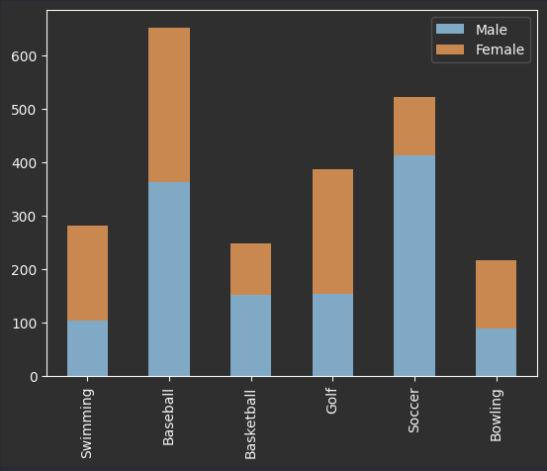 Male
Female
600
500
400
300
200
100
0
Swimming
Baseball
Basketball
Golf
Soccer
Bowling